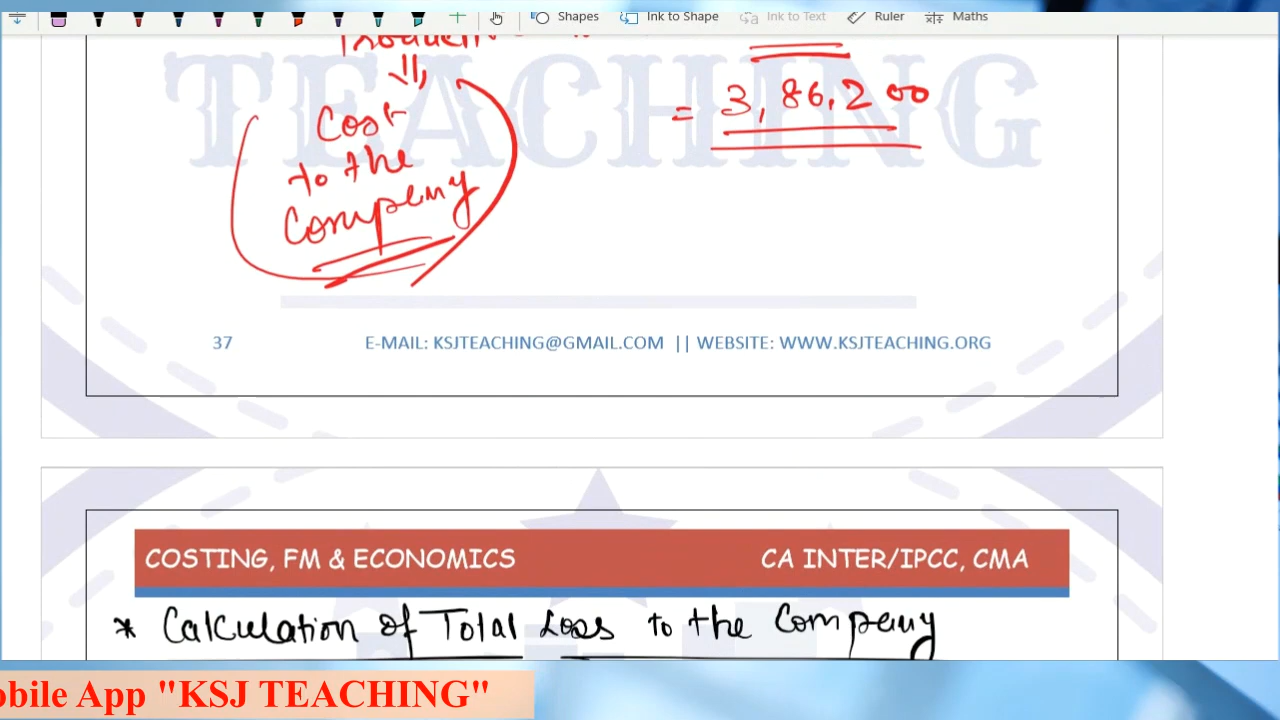 Shapes Ink to Shape Ink to Text Ruler Maths
TEACHING
= 3,86,200
Cost
to the
Company
37 E-MAIL: KSJTEACHING@GMAIL.COM || WEBSITE: WWW.KSJTEACHING.ORG
COSTING, FM & ECONOMICS CA INTER/IPCC, CMA
* Calculation of Total Loss to the Company
obile App "KSJ TEACHING"